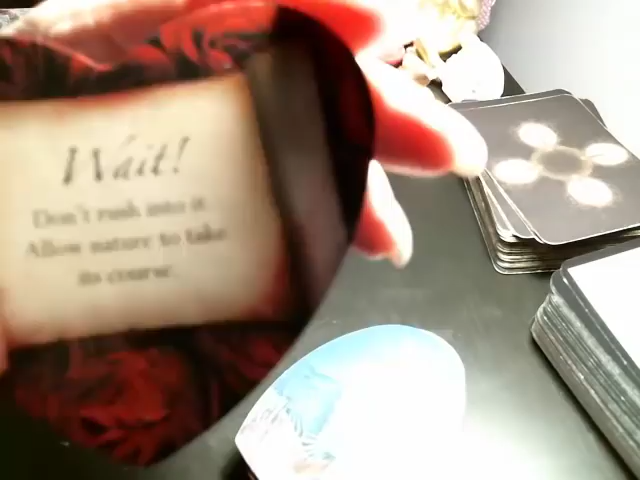 Wait!
Don't rush into it
Allow nature to take
its course.